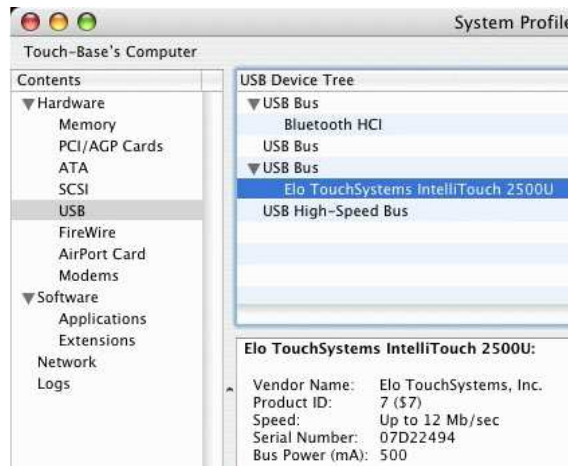 System Profile
Touch-Base's Computer
Contents
Hardware
Memory
PCI/AGP Cards
ATA
SCSI
USB
FireWire
AirPort Card
Modems
Software
Applications
Extensions
Network
Logs
USB Device Tree
USB Bus
Bluetooth HCI
USB Bus
USB Bus
Elo TouchSystems IntelliTouch 2500U
USB High-Speed Bus
Elo TouchSystems IntelliTouch 2500U:
Vendor Name: Elo TouchSystems, Inc.
Product ID: 7 ($7)
Speed: Up to 12 Mb/sec
Serial Number: 07D22494
Bus Power (mA): 500